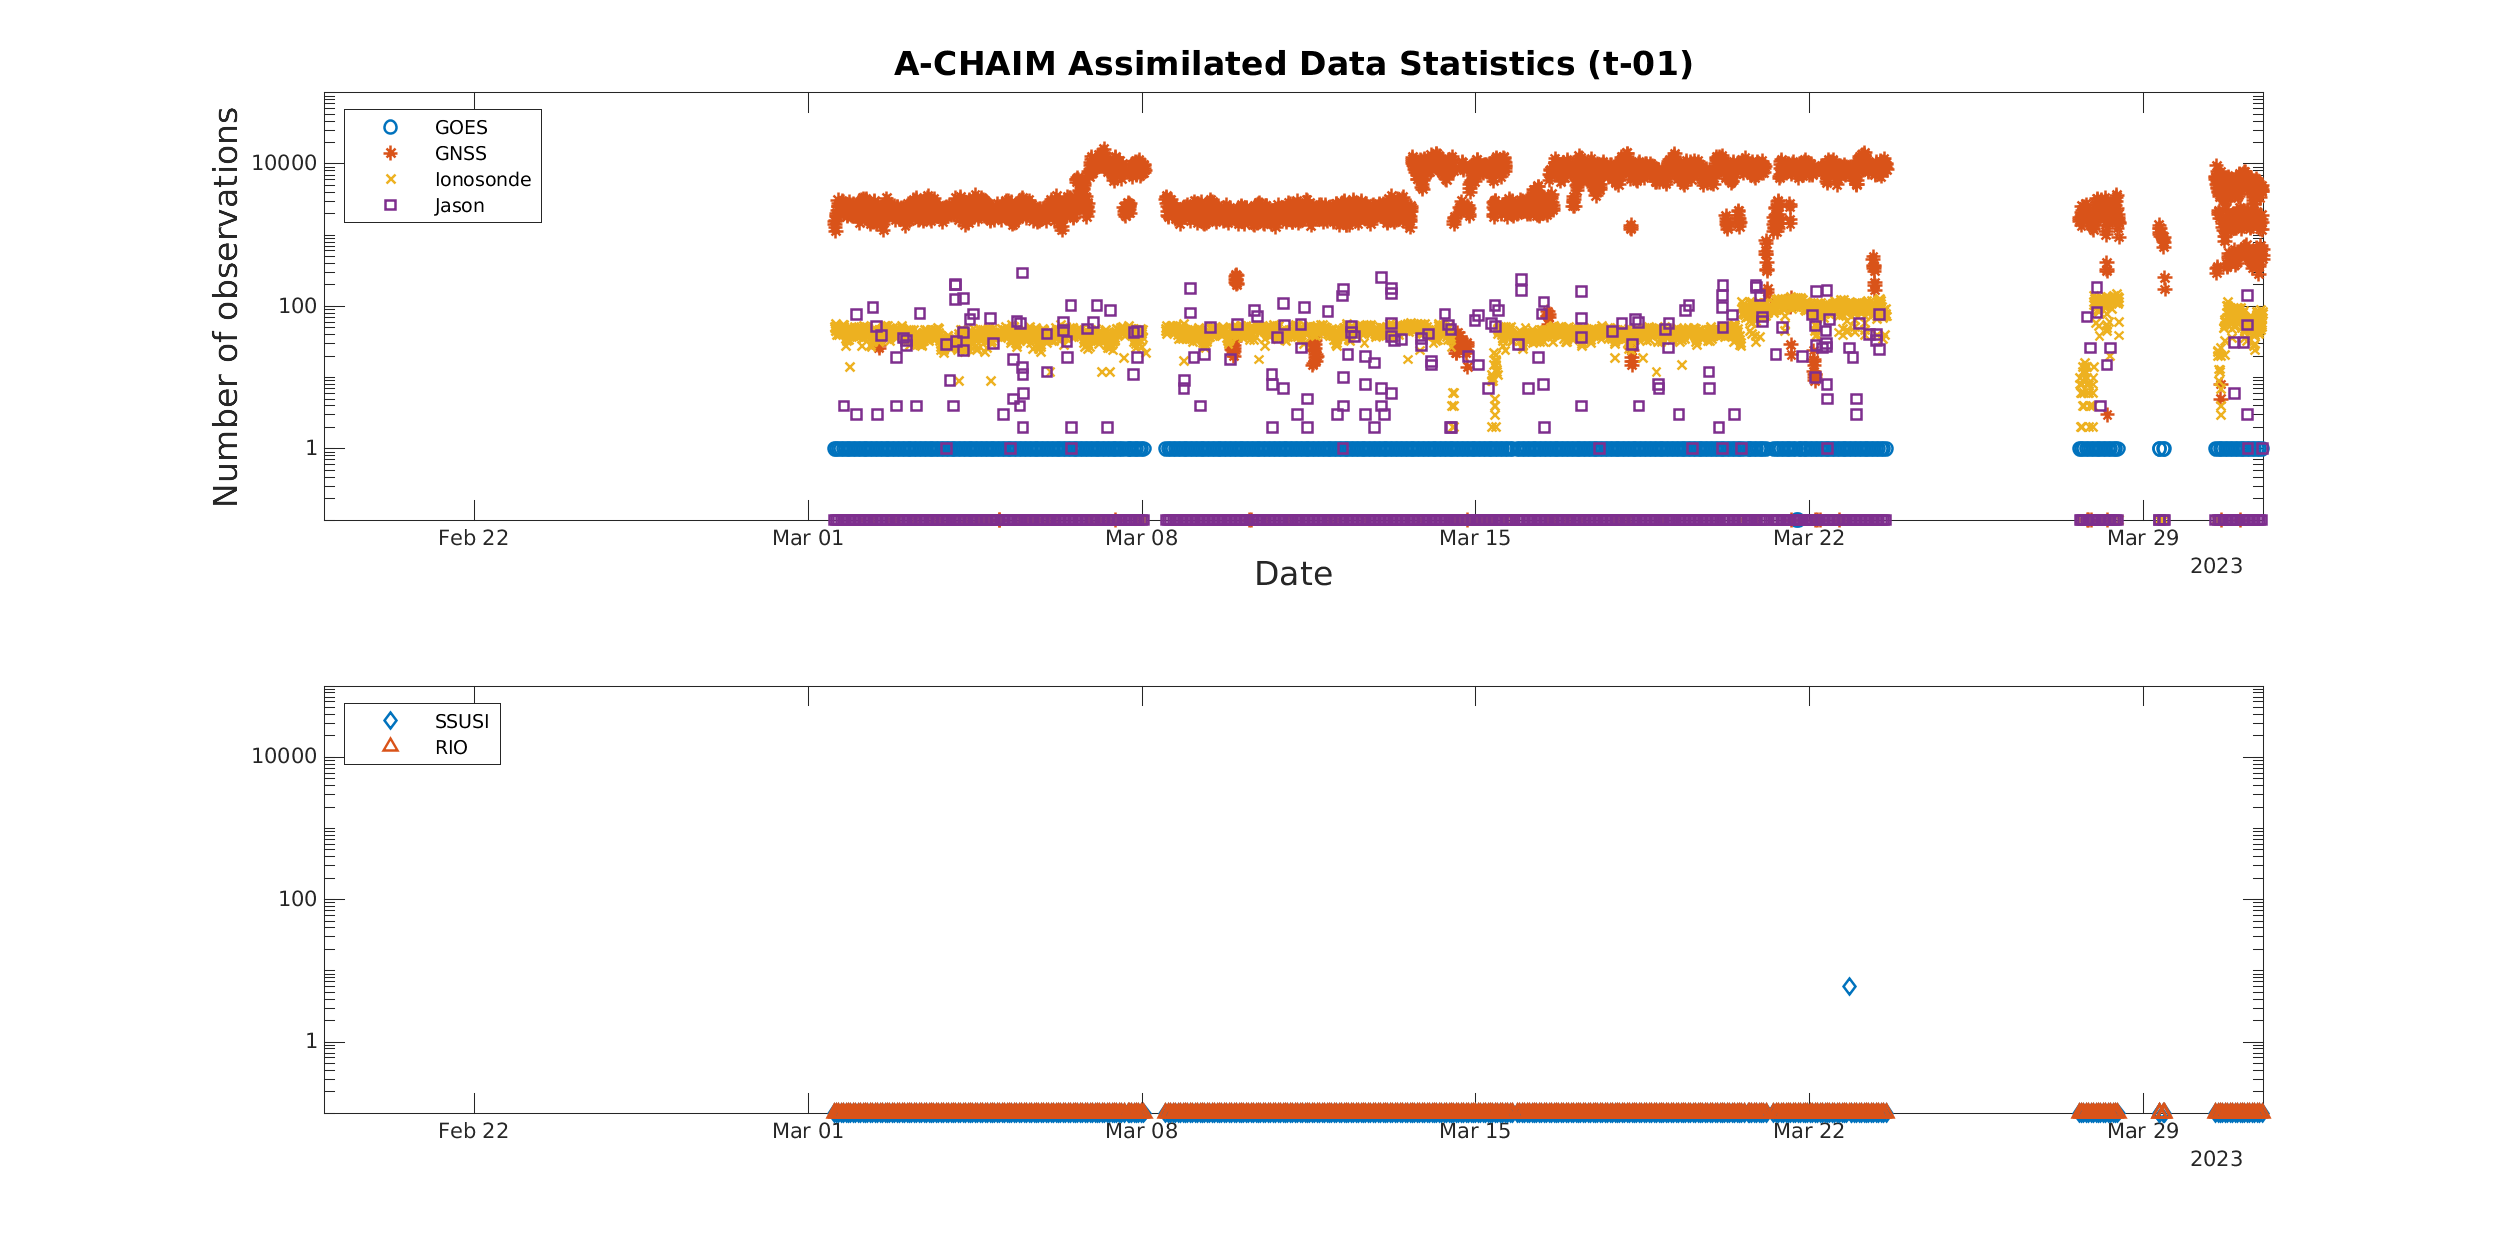 A-CHAIM Assimilated Data Statistics (t-01)
Number of observations
10000
100
1
GOES
GNSS
Ionosonde
Jason
Feb 22
Mar 01
Mar 08
Mar 15
Mar 22
Mar 29
2023
Date
10000
100
1
SSUSI
RIO
Feb 22
Mar 01
Mar 08
Mar 15
Mar 22
Mar 29
2023